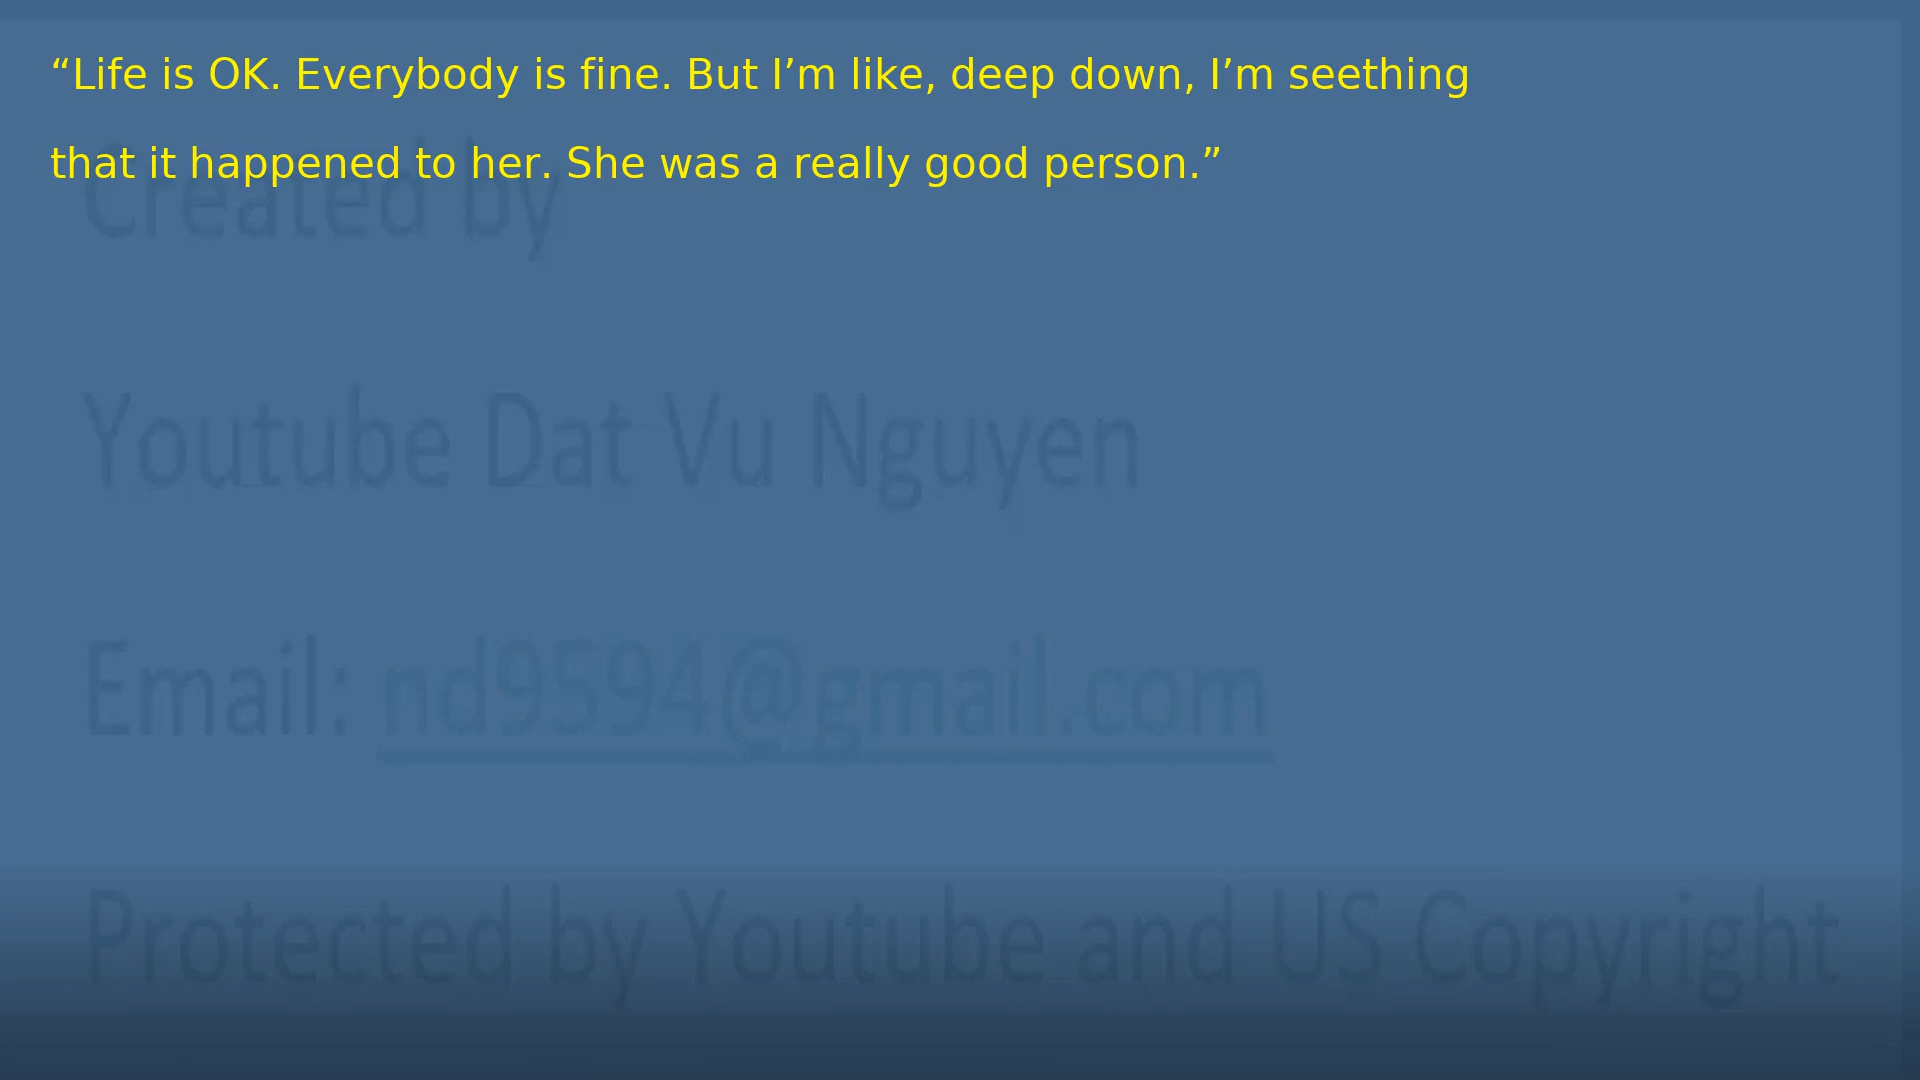 “Life is OK. Everybody is fine. But I’m like, deep down, I’m seething
that it happened to her. She was a really good person.”
Created by
Youtube Dat Vu Nguyen
Email: nd9594@gmail.com
Protected by Youtube and US Copyright